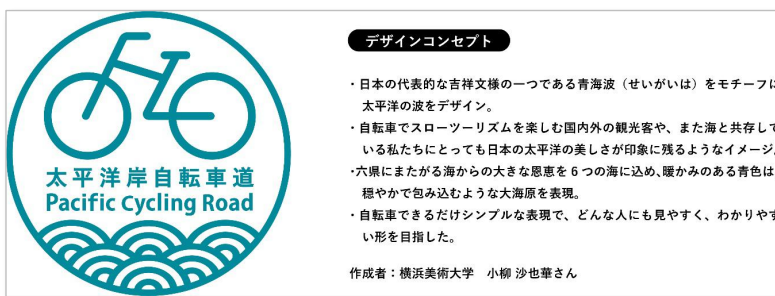 太平洋岸自転車道
Pacific Cycling Road
デザインコンセプト
・日本の代表的な吉祥文様の一つである青海波（せいがいは）をモチーフに
太平洋の波をデザイン。
・自転車でスローツーリズムを楽しむ国内外の観光客や、また海と共存して
いる私たちにとっても日本の太平洋の美しさが印象に残るようなイメージ。
・六県にまたがる海からの大きな恩恵を6つの海に込め、暖かみのある青色は
穏やかで包み込むような大海原を表現。
・自転車できるだけシンプルな表現で、どんな人にも見やすく、わかりやす
い形を目指した。
作成者：横浜美術大学　小柳 沙也華さん